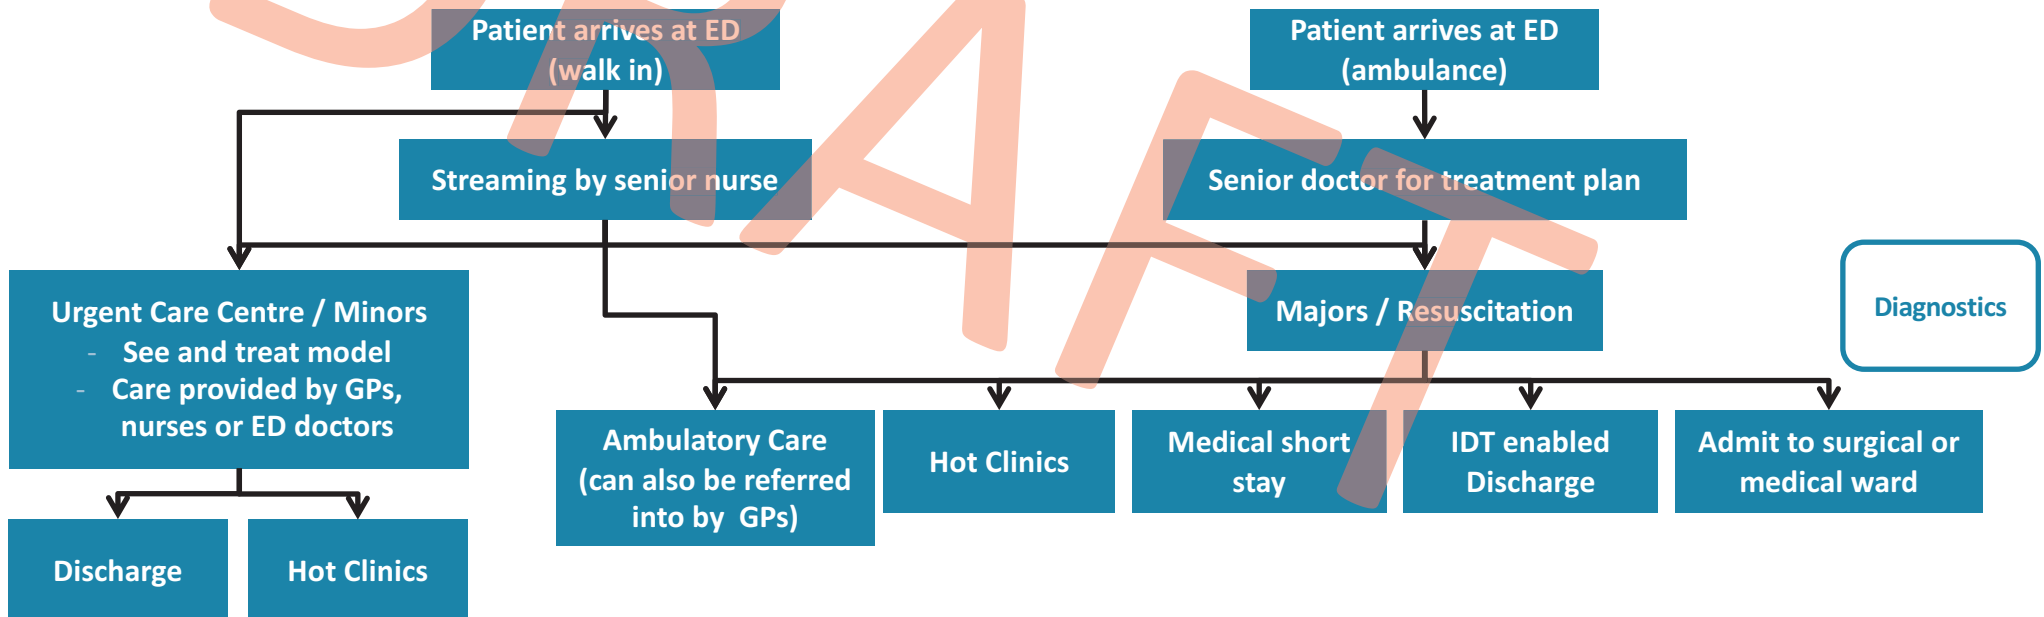 Patient arrives at ED
(walk in)
Patient arrives at ED
(ambulance)
Streaming by senior nurse
Senior doctor for treatment plan
Urgent Care Centre / Minors
- See and treat model
- Care provided by GPs,
nurses or ED doctors
Majors / Resuscitation
Diagnostics
Ambulatory Care
(can also be referred
into by GPs)
Hot Clinics
Medical short
stay
IDT enabled
Discharge
Admit to surgical or
medical ward
Discharge
Hot Clinics
DRAFT